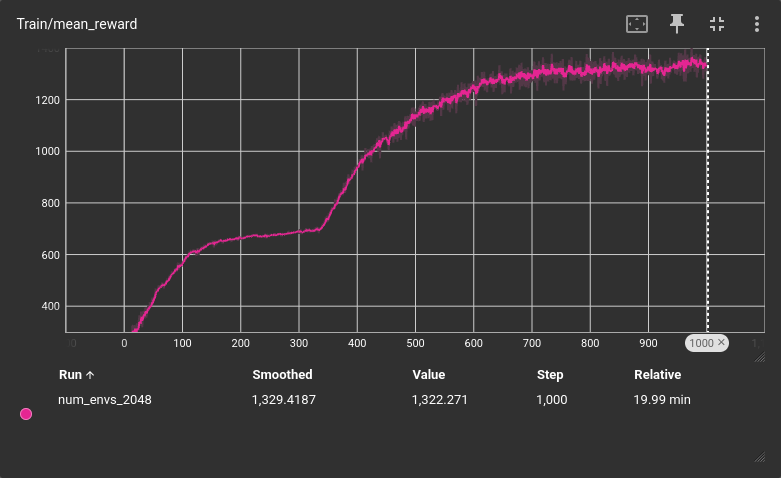 Train/mean_reward
1200
1000
800
600
400
0 100 200 300 400 500 600 700 800 900 1000 ×
Run ↑ Smoothed Value Step Relative
num_envs_2048 1,329.4187 1,322.271 1,000 19.99 min